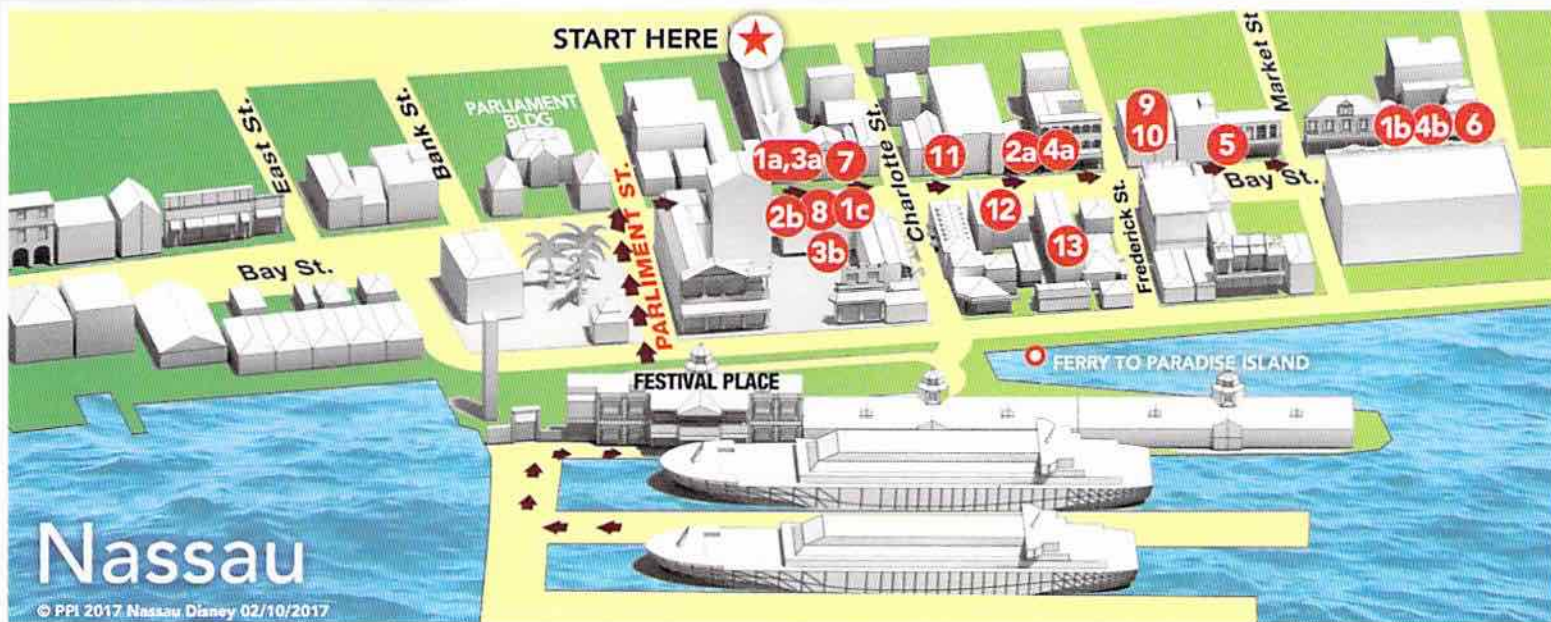 START HERE
East St.
Bank St.
PARLIAMENT
BLDG
PARLIMENT ST.
Charlotte St.
Frederick St.
Market St
9
10
1b 4b 6
1a,3a 7
11
2a 4a
5
Bay St.
2b 8 1c
12
3b
13
Bay St.
FERRY TO PARADISE ISLAND
FESTIVAL PLACE
Nassau
© PPI 2017 Nassau Disney 02/10/2017